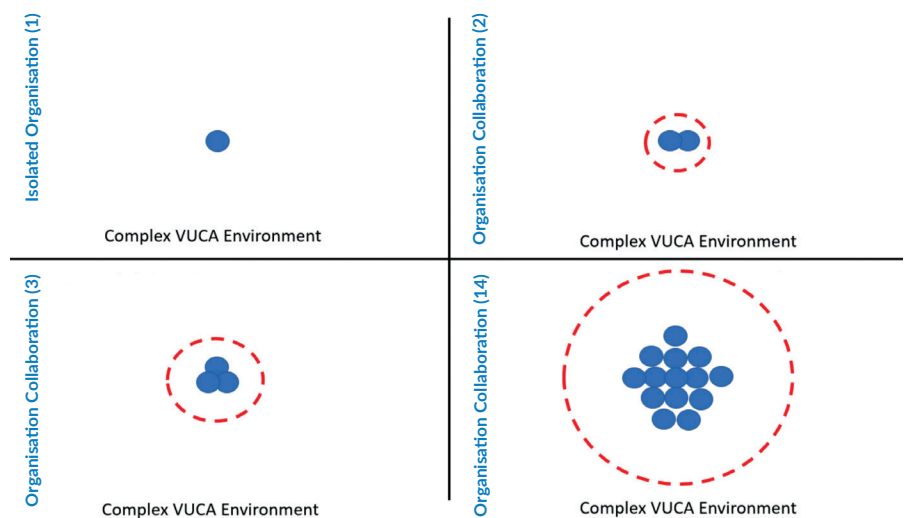 Isolated Organisation (1)
Complex VUCA Environment
Organisation Collaboration (2)
Complex VUCA Environment
Organisation Collaboration (3)
Complex VUCA Environment
Organisation Collaboration (14)
Complex VUCA Environment